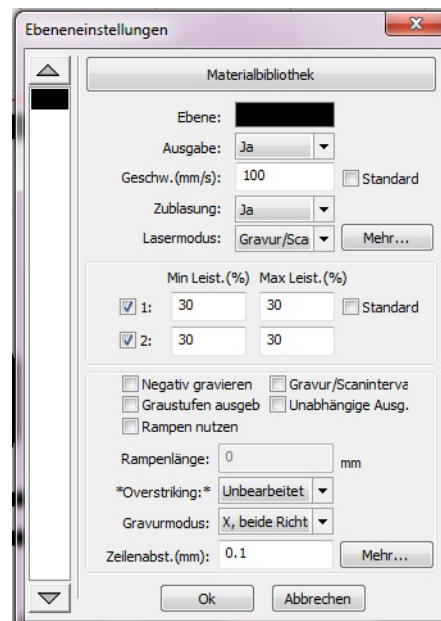 Ebeneneinstellungen
Materialbibliothek
Ebene:
Ausgabe: Ja
Geschw.(mm/s): 100 Standard
Zublasung: Ja
Lasermodus: Gravur/Sca Mehr...
Min Leist.(%) Max Leist.(%)
1: 30 30 Standard
2: 30 30
Negativ gravieren Gravur/Scaninterva
Graustufen ausgeb Unabhängige Ausg.
Rampen nutzen
Rampenlänge: 0 mm
*Overstriking:* Unbearbeitet
Gravurmodus: X, beide Richt
Zeilenabst.(mm): 0.1 Mehr...
Ok Abbrechen